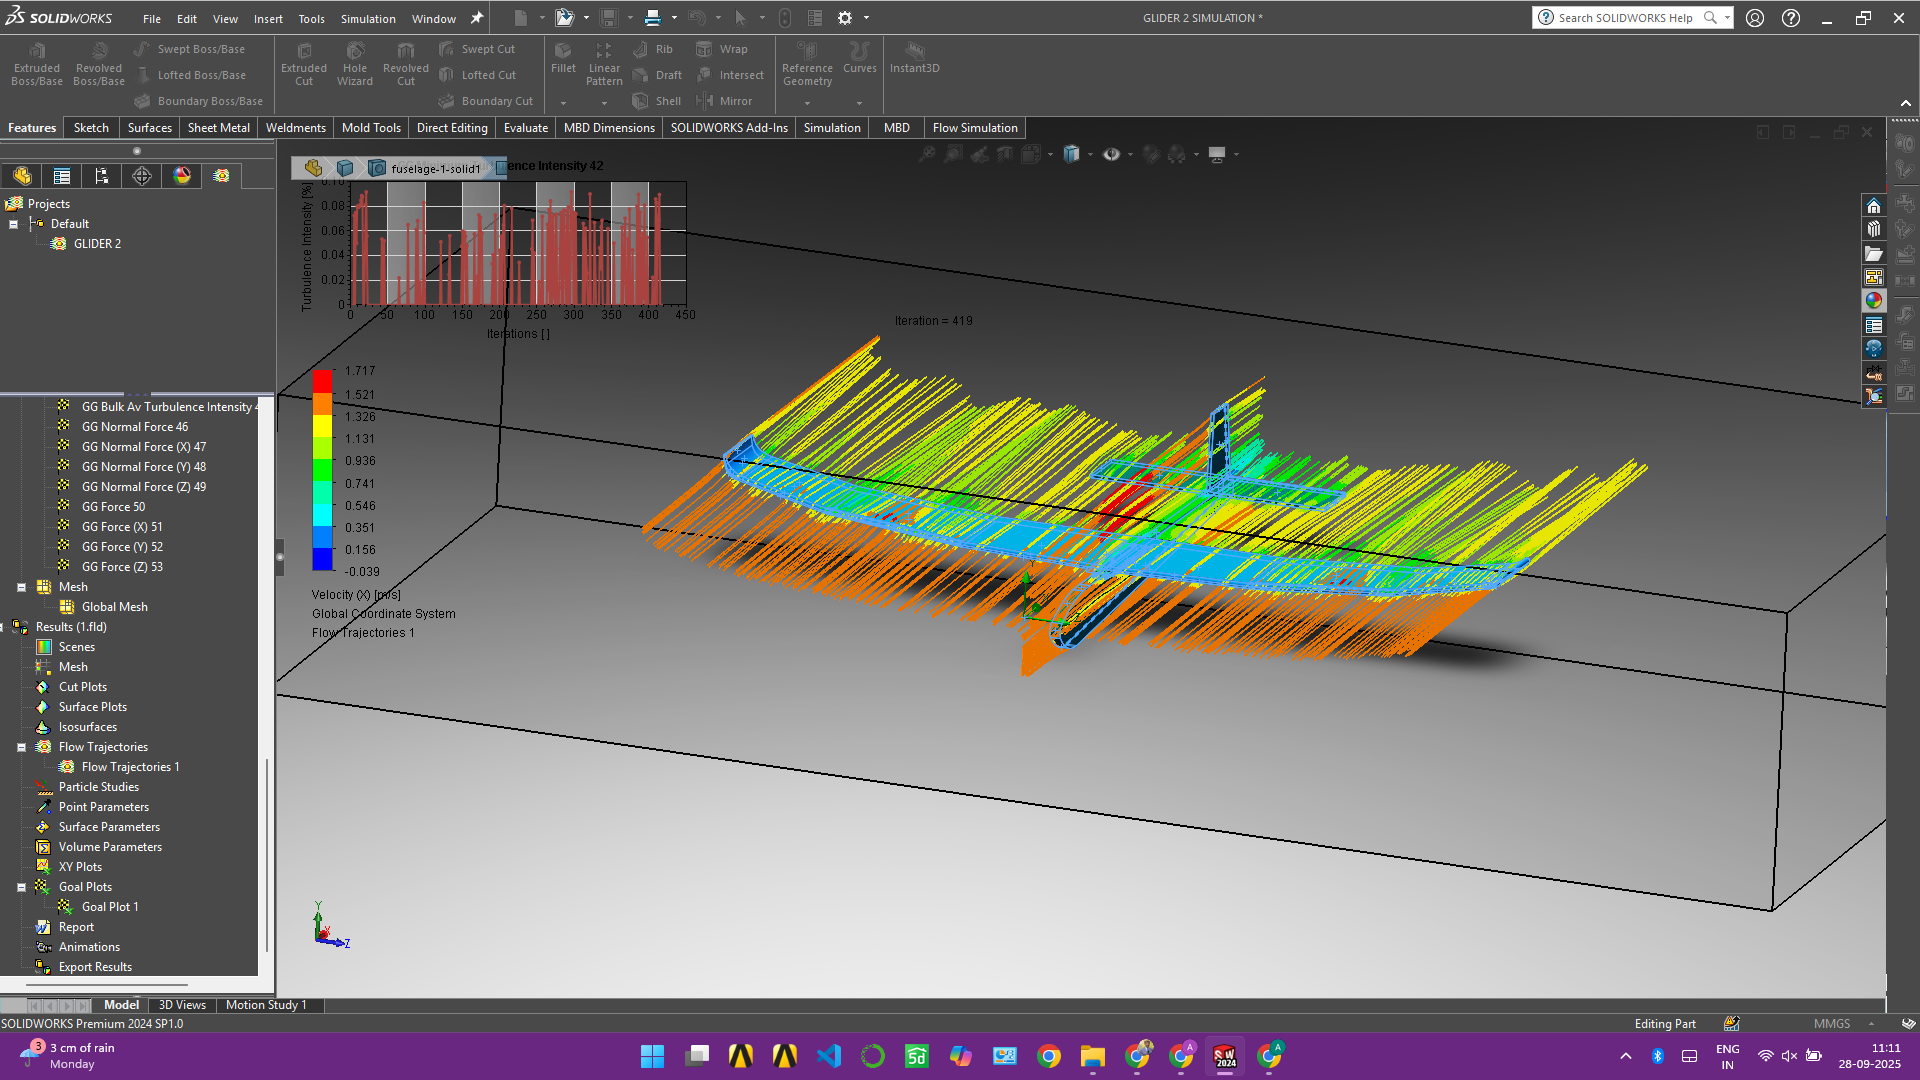 SOLIDWORKS File Edit View Insert Tools Simulation Window GLIDER 2 SIMULATION * Search SOLIDWORKS Help
Extruded Boss/Base
Revolved Boss/Base
Swept Boss/Base
Lofted Boss/Base
Boundary Boss/Base
Extruded Cut
Hole Wizard
Revolved Cut
Swept Cut
Lofted Cut
Boundary Cut
Fillet
Linear Pattern
Rib
Draft
Shell
Wrap
Intersect
Mirror
Reference Geometry
Curves
Instant3D
Features Sketch Surfaces Sheet Metal Weldments Mold Tools Direct Editing Evaluate MBD Dimensions SOLIDWORKS Add-Ins Simulation MBD Flow Simulation
Projects
Default
GLIDER 2
GG Bulk Av Turbulence Intensity 4
GG Normal Force 46
GG Normal Force (X) 47
GG Normal Force (Y) 48
GG Normal Force (Z) 49
GG Force 50
GG Force (X) 51
GG Force (Y) 52
GG Force (Z) 53
Mesh
Global Mesh
Results (1.fld)
Scenes
Mesh
Cut Plots
Surface Plots
Isosurfaces
Flow Trajectories
Flow Trajectories 1
Particle Studies
Point Parameters
Surface Parameters
Volume Parameters
XY Plots
Goal Plots
Goal Plot 1
Report
Animations
Export Results
fuselage-1-solid1
ence Intensity 42
Turbulence Intensity [%]
0.10
0.08
0.06
0.04
0.02
0
0 50 100 150 200 250 300 350 400 450
Iterations [ ]
Iteration = 419
1.717
1.521
1.326
1.131
0.936
0.741
0.546
0.351
0.156
-0.039
Velocity (X) [m/s]
Global Coordinate System
Flow Trajectories 1
Y
X
Z
Model 3D Views Motion Study 1
SOLIDWORKS Premium 2024 SP1.0 Editing Part MMGS
3
3 cm of rain
Monday
5d
A
SW
2024
A
ENG
IN
11:11
28-09-2025